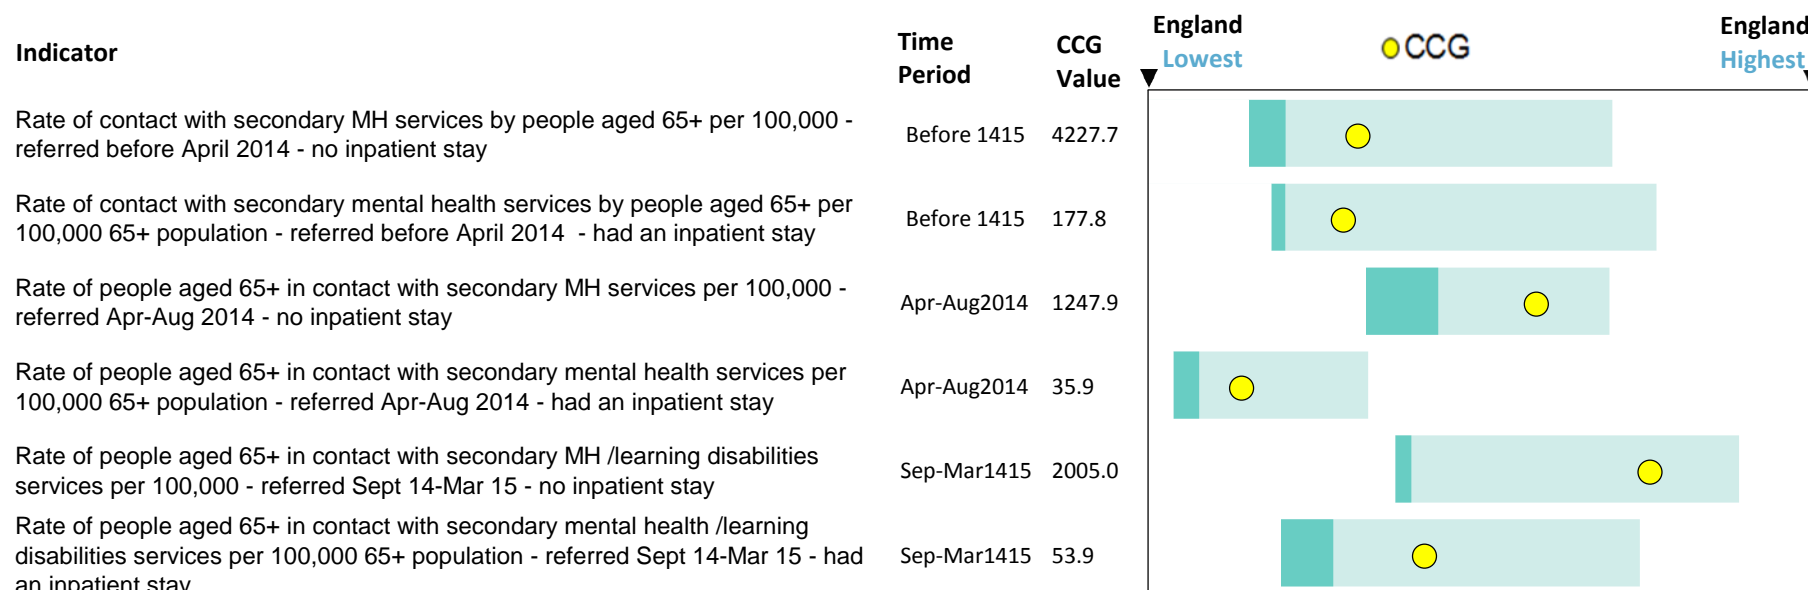 Indicator
Time
Period
CCG
Value
England
Lowest
CCG
England
Highest
Rate of contact with secondary MH services by people aged 65+ per 100,000 -
referred before April 2014 - no inpatient stay
Before 1415 4227.7
Rate of contact with secondary mental health services by people aged 65+ per
100,000 65+ population - referred before April 2014  - had an inpatient stay
Before 1415 177.8
Rate of people aged 65+ in contact with secondary MH services per 100,000 -
referred Apr-Aug 2014 - no inpatient stay
Apr-Aug2014 1247.9
Rate of people aged 65+ in contact with secondary mental health services per
100,000 65+ population - referred Apr-Aug 2014 - had an inpatient stay
Apr-Aug2014 35.9
Rate of people aged 65+ in contact with secondary MH /learning disabilities
services per 100,000 - referred Sept 14-Mar 15 - no inpatient stay
Sep-Mar1415 2005.0
Rate of people aged 65+ in contact with secondary mental health /learning
disabilities services per 100,000 65+ population - referred Sept 14-Mar 15 - had
an inpatient stay
Sep-Mar1415 53.9